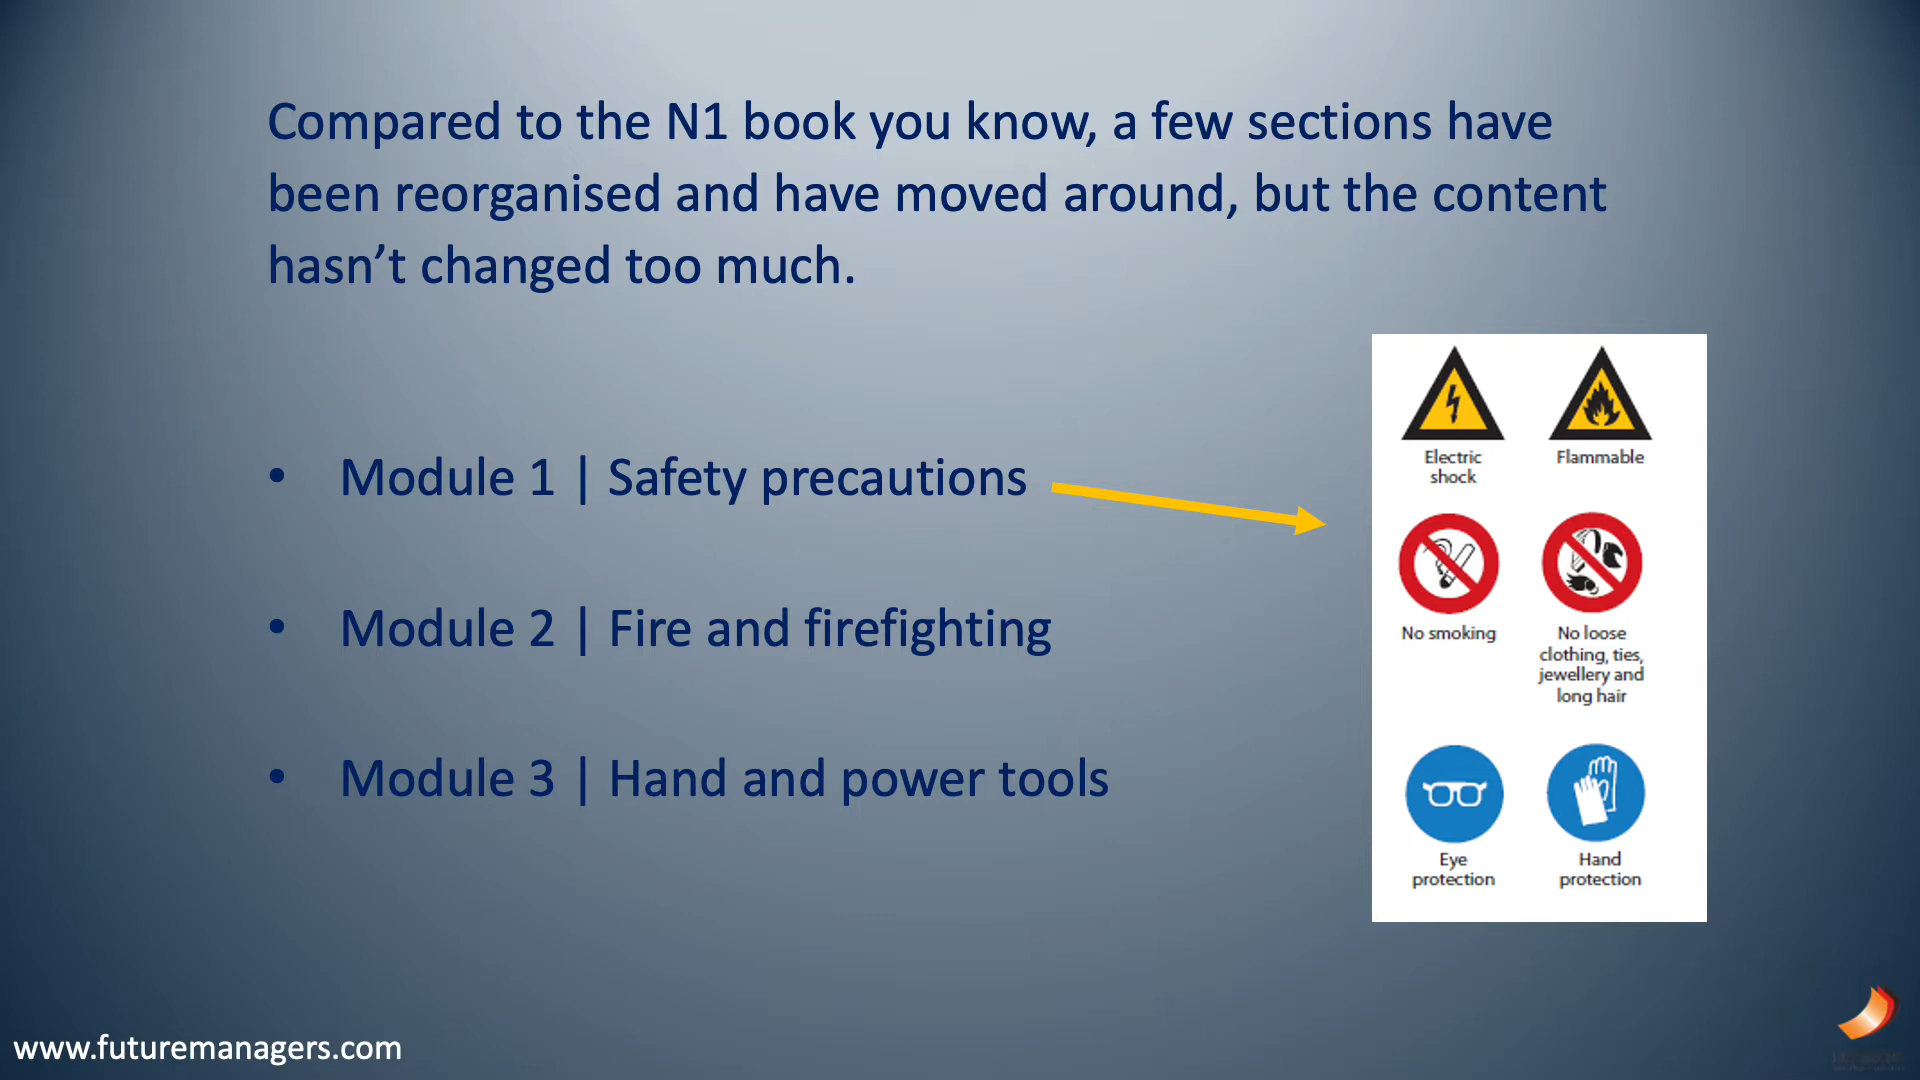 Compared to the N1 book you know, a few sections have
been reorganised and have moved around, but the content
hasn’t changed too much.
• Module 1 | Safety precautions
• Module 2 | Fire and firefighting
• Module 3 | Hand and power tools
Electric
shock
Flammable
No smoking
No loose
clothing, ties,
jewellery and
long hair
Eye
protection
Hand
protection
www.futuremanagers.com